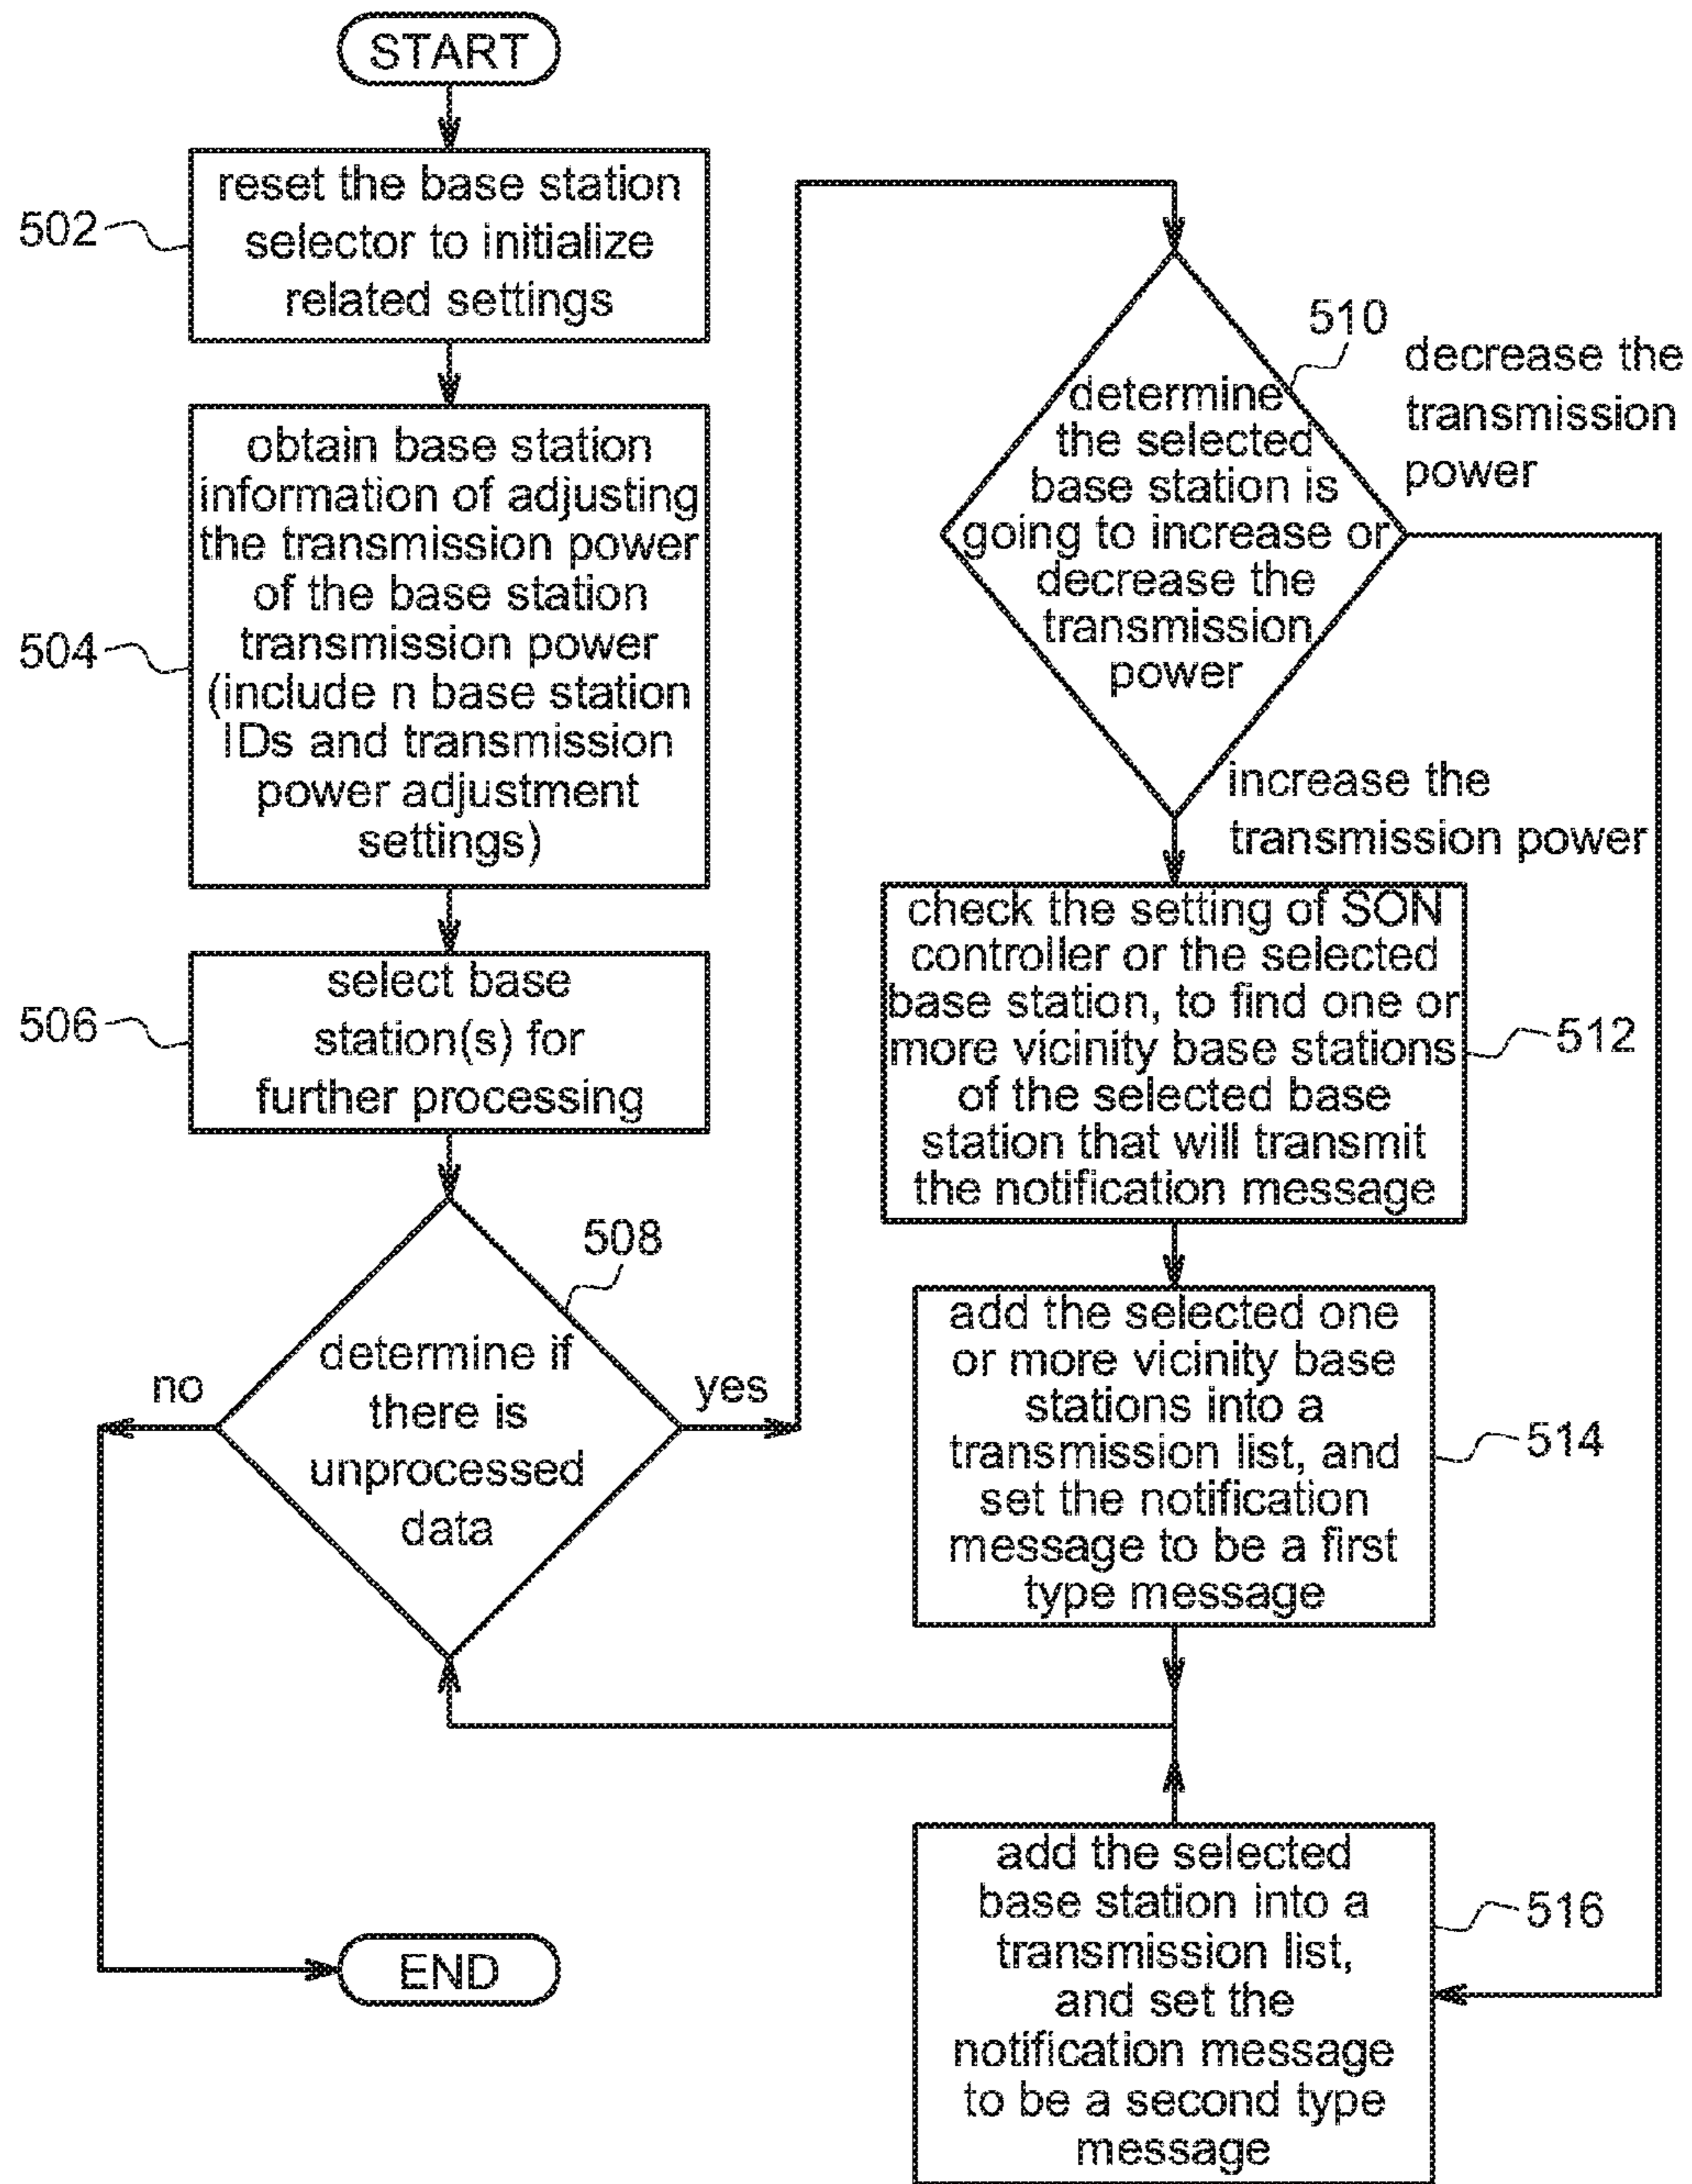 START
502
reset the base station
selector to initialize
related settings
504
obtain base station
information of adjusting
the transmission power
of the base station
transmission power
(include n base station
IDs and transmission
power adjustment
settings)
506
select base
station(s) for
further processing
508
determine if
there is
unprocessed
data
no
yes
END
510
determine
the selected
base station is
going to increase or
decrease the
transmission
power
decrease the
transmission
power
increase the
transmission power
check the setting of SON
controller or the selected
base station, to find one or
more vicinity base stations
of the selected base
station that will transmit
the notification message
512
add the selected one
or more vicinity base
stations into a
transmission list, and
set the notification
message to be a first
type message
514
add the selected
base station into a
transmission list,
and set the
notification message
to be a second type
message
516